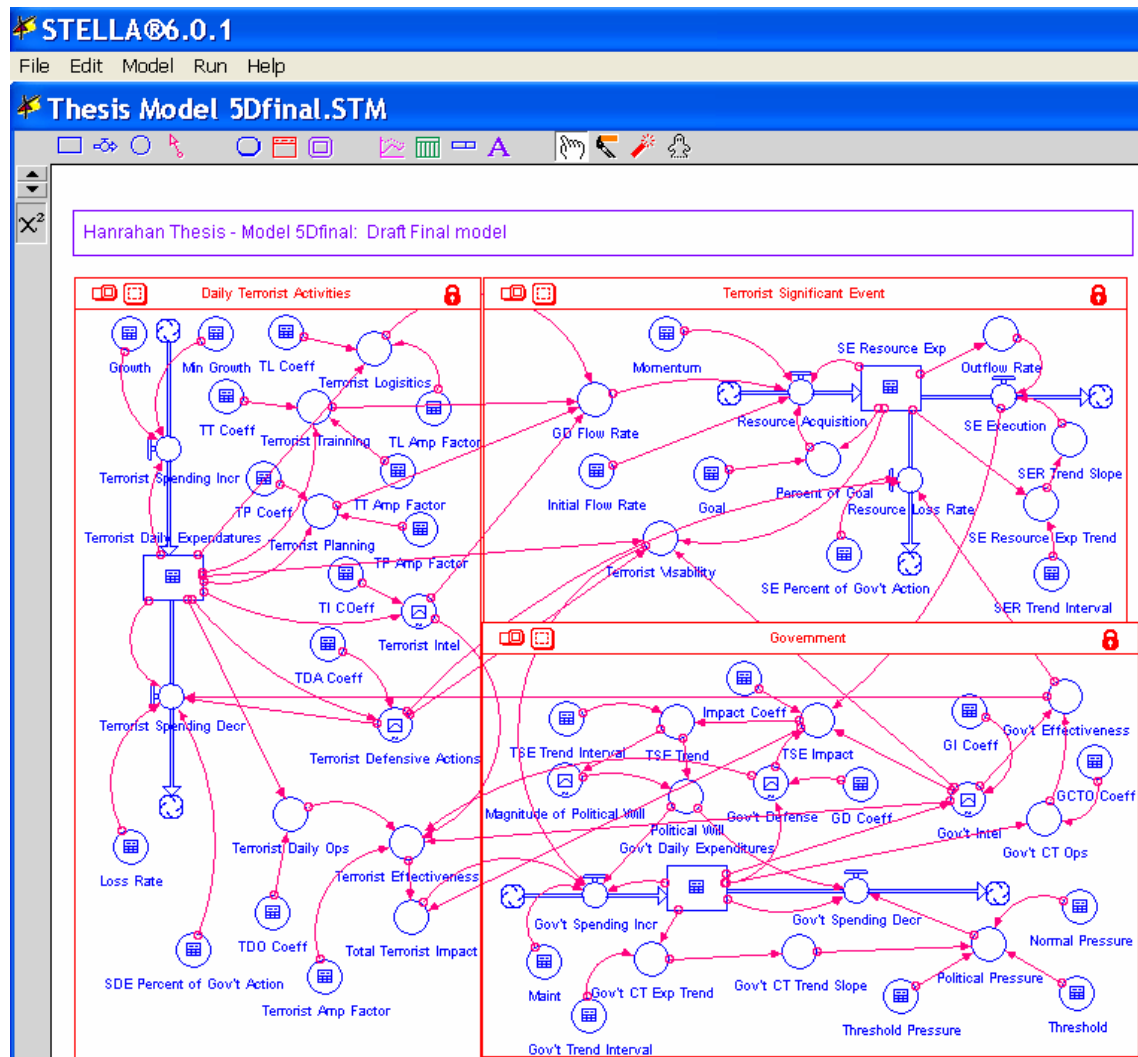 STELLA®6.0.1
File Edit Model Run Help
Thesis Model 5Dfinal.STM
A
X²
Hanrahan Thesis - Model 5Dfinal: Draft Final model
Daily Terrorist Activities
Growth
Min Growth
TL Coeff
Terrorist Logisitics
TT Coeff
Terrorist Trainning
TL Amp Factor
Terrorist Spending Incr
TP Coeff
TT Amp Factor
Terrorist Daily Expendatures
Terrorist Planning
TP Amp Factor
TI COeff
Terrorist Intel
TDA Coeff
Terrorist Spending Decr
Terrorist Defensive Actions
Terrorist Daily Ops
Loss Rate
Terrorist Effectiveness
TDO Coeff
Total Terrorist Impact
SDE Percent of Gov't Action
Terrorist Amp Factor
Terrorist Significant Event
Momentum
SE Resource Exp
Outflow Rate
GD Flow Rate
Resource Acquisition
SE Execution
SER Trend Slope
Initial Flow Rate
Goal
Percent of Goal
Resource Loss Rate
SE Resource Exp Trend
Terrorist Visability
SE Percent of Gov't Action
SER Trend Interval
Government
Impact Coeff
Gov't Effectiveness
TSE Trend Interval
TSE Trend
TSE Impact
GI Coeff
Magnitude of Political Will
Political Will
Gov't Defense
GD Coeff
Gov't Intel
GCTO Coeff
Gov't Daily Expenditures
Gov't CT Ops
Gov't Spending Incr
Gov't Spending Decr
Normal Pressure
Maint
Gov't CT Exp Trend
Gov't CT Trend Slope
Political Pressure
Threshold Pressure
Threshold
Gov't Trend Interval